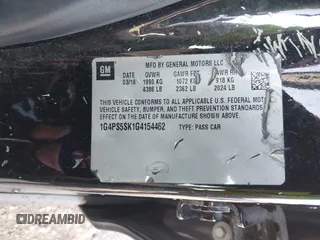 GM
MFD BY GENERAL MOTORS LLC
DATE GVWR GAWR FRT GAWR RR
03/16 1990 KG 1072 KG 918 KG
4386 LB 2362 LB 2024 LB
THIS VEHICLE CONFORMS TO ALL APPLICABLE U.S. FEDERAL MOTOR
VEHICLE SAFETY, BUMPER, AND THEFT PREVENTION STANDARDS IN
EFFECT ON THE DATE OF MANUFACTURE SHOWN ABOVE.
1G4PS5SK1G4154462 TYPE: PASS CAR
DREAMBID